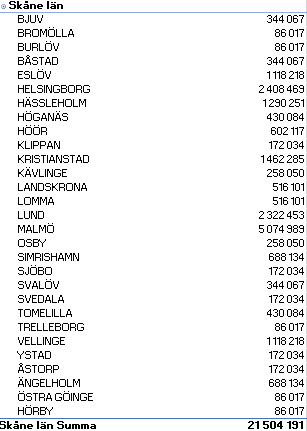 Skåne län
BJUV 344 067
BROMÖLLA 86 017
BURLÖV 86 017
BÅSTAD 344 067
ESLÖV 1 118 218
HELSINGBORG 2 408 469
HÄSSLEHOLM 1 290 251
HÖGANÄS 430 084
HÖÖR 602 117
KLIPPAN 172 034
KRISTIANSTAD 1 462 285
KÄVLINGE 258 050
LANDSKRONA 516 101
LOMMA 516 101
LUND 2 322 453
MALMÖ 5 074 989
OSBY 258 050
SIMRISHAMN 688 134
SJÖBO 172 034
SVALÖV 344 067
SVEDALA 172 034
TOMELILLA 430 084
TRELLEBORG 86 017
VELLINGE 1 118 218
YSTAD 172 034
ÅSTORP 172 034
ÄNGELHOLM 688 134
ÖSTRA GÖINGE 86 017
HÖRBY 86 017
Skåne län Summa 21 504 191